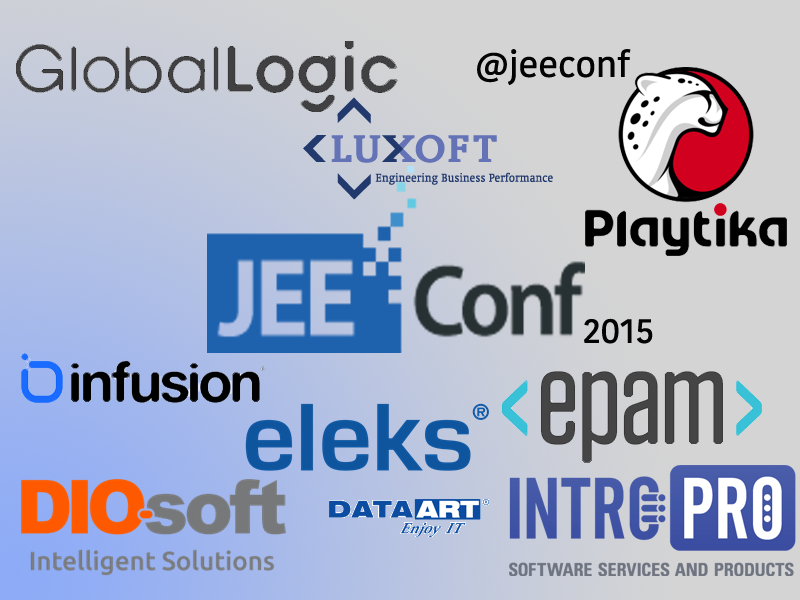 GlobalLogic
@jeeconf
LUXOFT
Engineering Business Performance
Playtika
JEE Conf
2015
infusion
<epam>
eleks®
DIO-soft
Intelligent Solutions
DATAART®
Enjoy IT
INTRO PRO
SOFTWARE SERVICES AND PRODUCTS